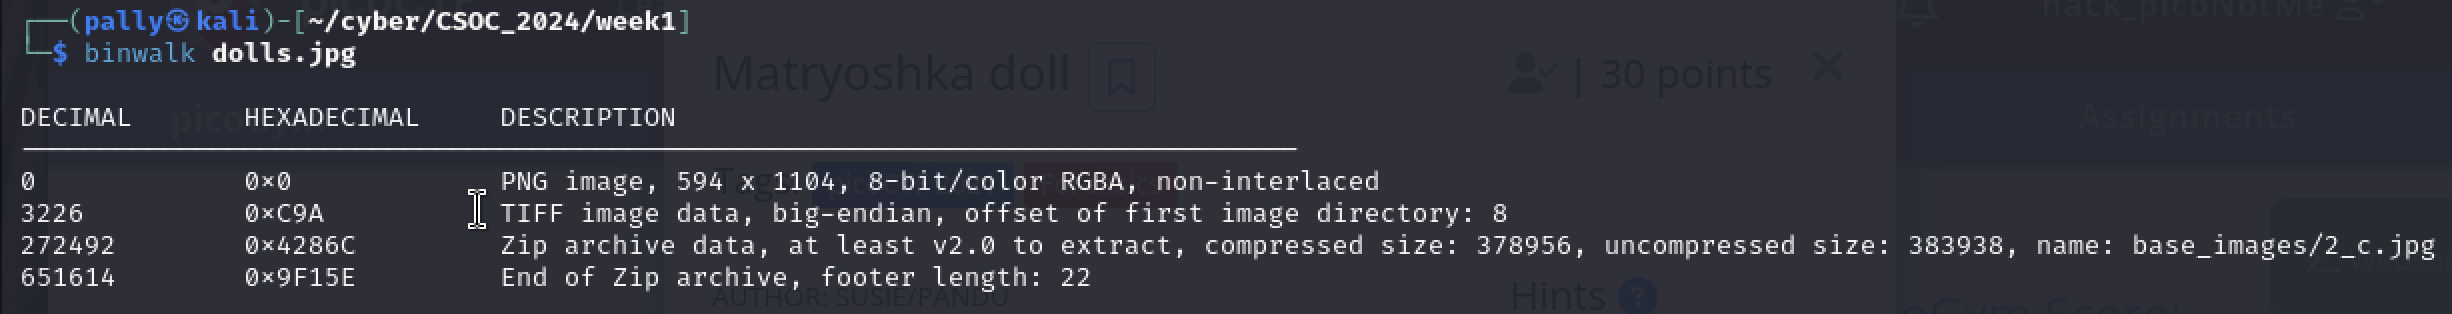 ┌──(pally㉿kali)-[~/cyber/CSOC_2024/week1]
└─$ binwalk dolls.jpg
Matryoshka doll | 30 points
DECIMAL HEXADECIMAL DESCRIPTION
Assignments
0 0×0 PNG image, 594 x 1104, 8-bit/color RGBA, non-interlaced
3226 0×C9A TIFF image data, big-endian, offset of first image directory: 8
272492 0×4286C Zip archive data, at least v2.0 to extract, compressed size: 378956, uncompressed size: 383938, name: base_images/2_c.jpg
651614 0×9F15E End of Zip archive, footer length: 22
AUTHOR: SUSIE/PANDU
Hints ?
hack_picoNotMe